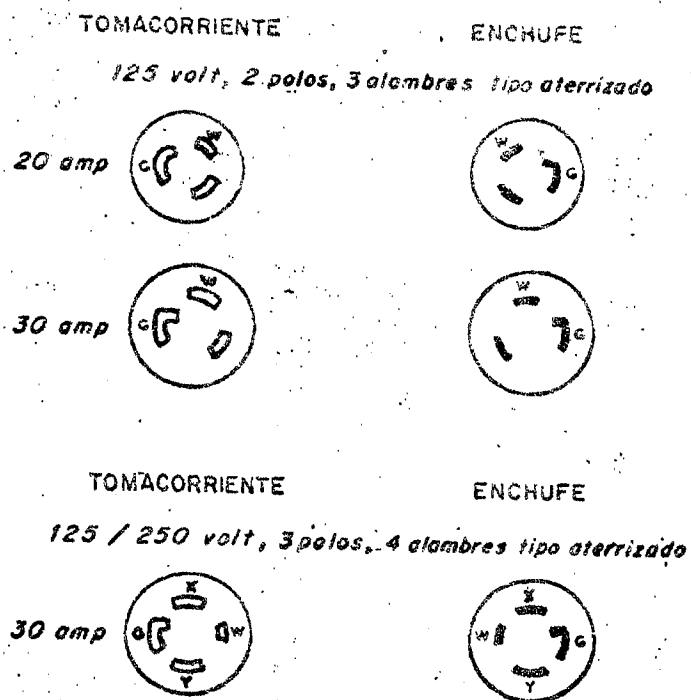 TOMACORRIENTE ENCHUFE
125 volt, 2 polos, 3 alambres tipo aterrizado
20 amp G W W G
30 amp G W W G
TOMACORRIENTE ENCHUFE
125 / 250 volt, 3 polos, 4 alambres tipo aterrizado
X X
30 amp G W W G
Y Y